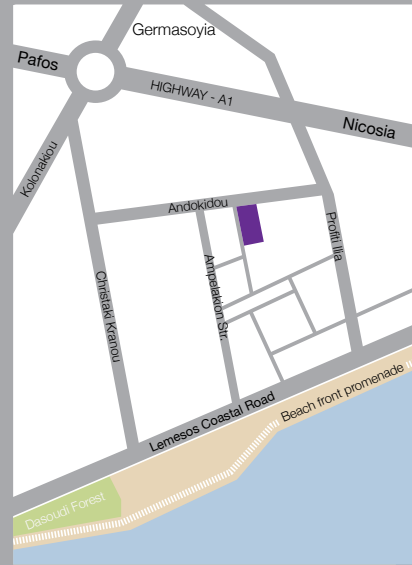 Germasoyia
Pafos
HIGHWAY - A1
Nicosia
Kolonakiou
Andokidou
Profiti Ilia
Ampelakion Str.
Christaki Kranou
Lemesos Coastal Road
Beach front promenade
Dasoudi Forest